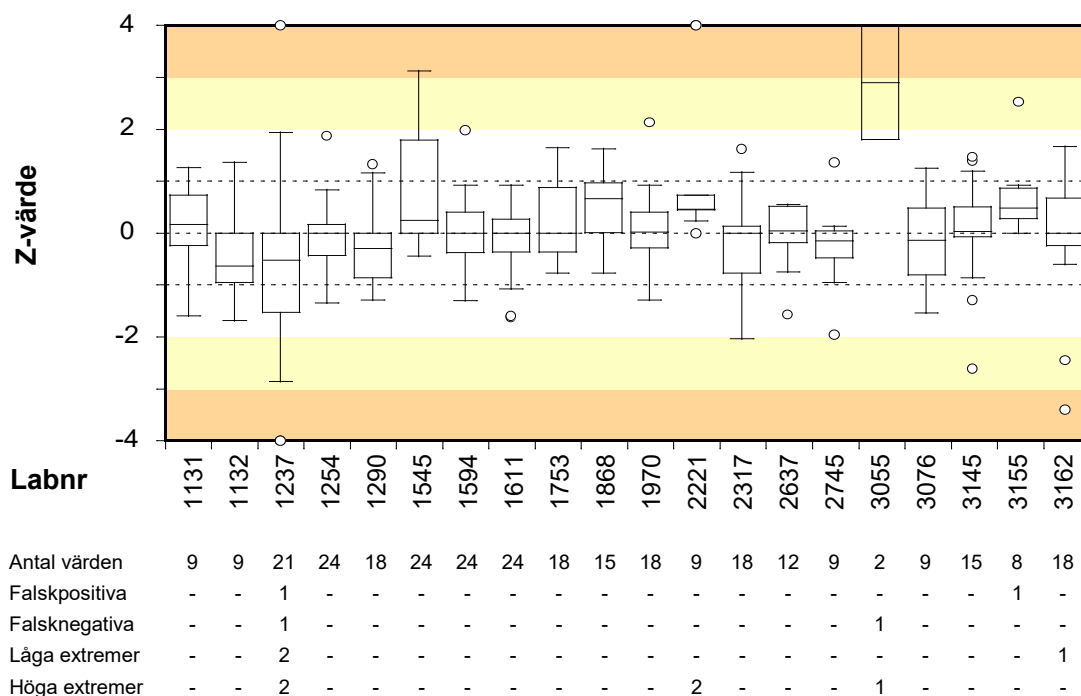 4
2
0
-2
-4
Z-värde
Labnr 1131 1132 1237 1254 1290 1545 1594 1611 1753 1868 1970 2221 2317 2637 2745 3055 3076 3145 3155 3162
Antal värden 9 9 21 24 18 24 24 24 18 15 18 9 18 12 9 2 9 15 8 18
Falskpositiva - - 1 - - - - - - - - - - - - - - - 1 -
Falsknegativa - - 1 - - - - - - - - - - - - 1 - - - -
Låga extremer - - 2 - - - - - - - - - - - - - - - - 1
Höga extremer - - 2 - - - - - - - - 2 - - - 1 - - - -